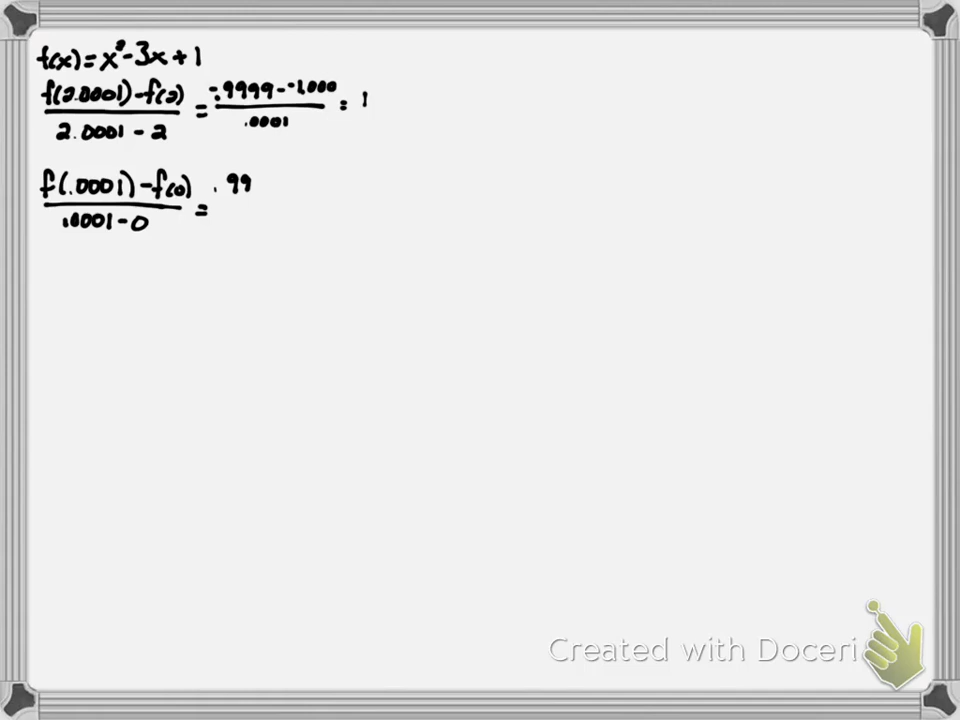 f(x) = x² - 3x + 1
f(2.0001) - f(2) / 2.0001 - 2 = -.9999 - -1.000 / .0001 = 1
f(.0001) - f(0) / .0001 - 0 = .99
Created with Doceri